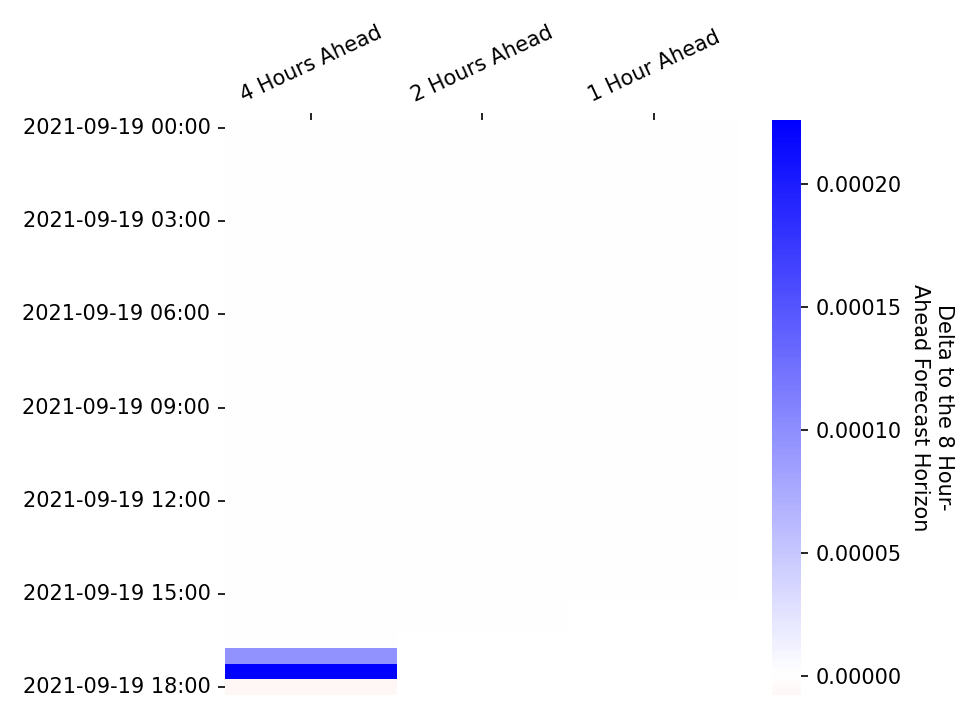 4 Hours Ahead
2 Hours Ahead
1 Hour Ahead
2021-09-19 00:00
2021-09-19 03:00
2021-09-19 06:00
2021-09-19 09:00
2021-09-19 12:00
2021-09-19 15:00
2021-09-19 18:00
0.00020
0.00015
0.00010
0.00005
0.00000
Delta to the 8 Hour-
Ahead Forecast Horizon